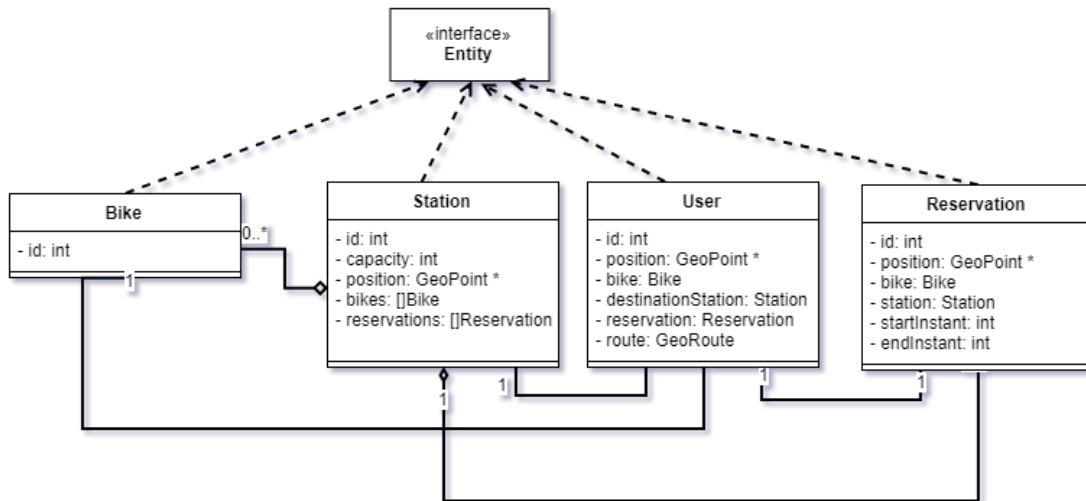 «interface»
Entity
Bike
- id: int
0..*
1
Station
- id: int
- capacity: int
- position: GeoPoint *
- bikes: []Bike
- reservations: []Reservation
1
1
User
- id: int
- position: GeoPoint *
- bike: Bike
- destinationStation: Station
- reservation: Reservation
- route: GeoRoute
1
Reservation
- id: int
- position: GeoPoint *
- bike: Bike
- station: Station
- startInstant: int
- endInstant: int
1